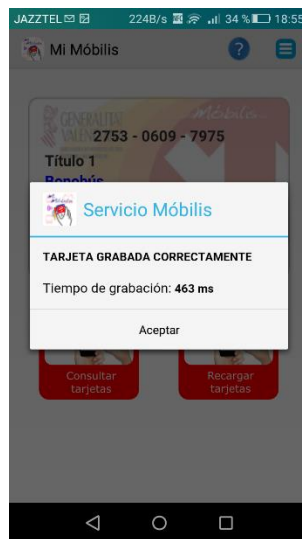 JAZZTEL 224B/s 34 % 18:55
Mi Móbilis ?
GENERALITAT Móbilis
VALEN
2753 - 0609 - 7975
Título 1
Bonobús
Servicio Móbilis
TARJETA GRABADA CORRECTAMENTE
Tiempo de grabación: 463 ms
Aceptar
Consultar Recargar
tarjetas tarjetas